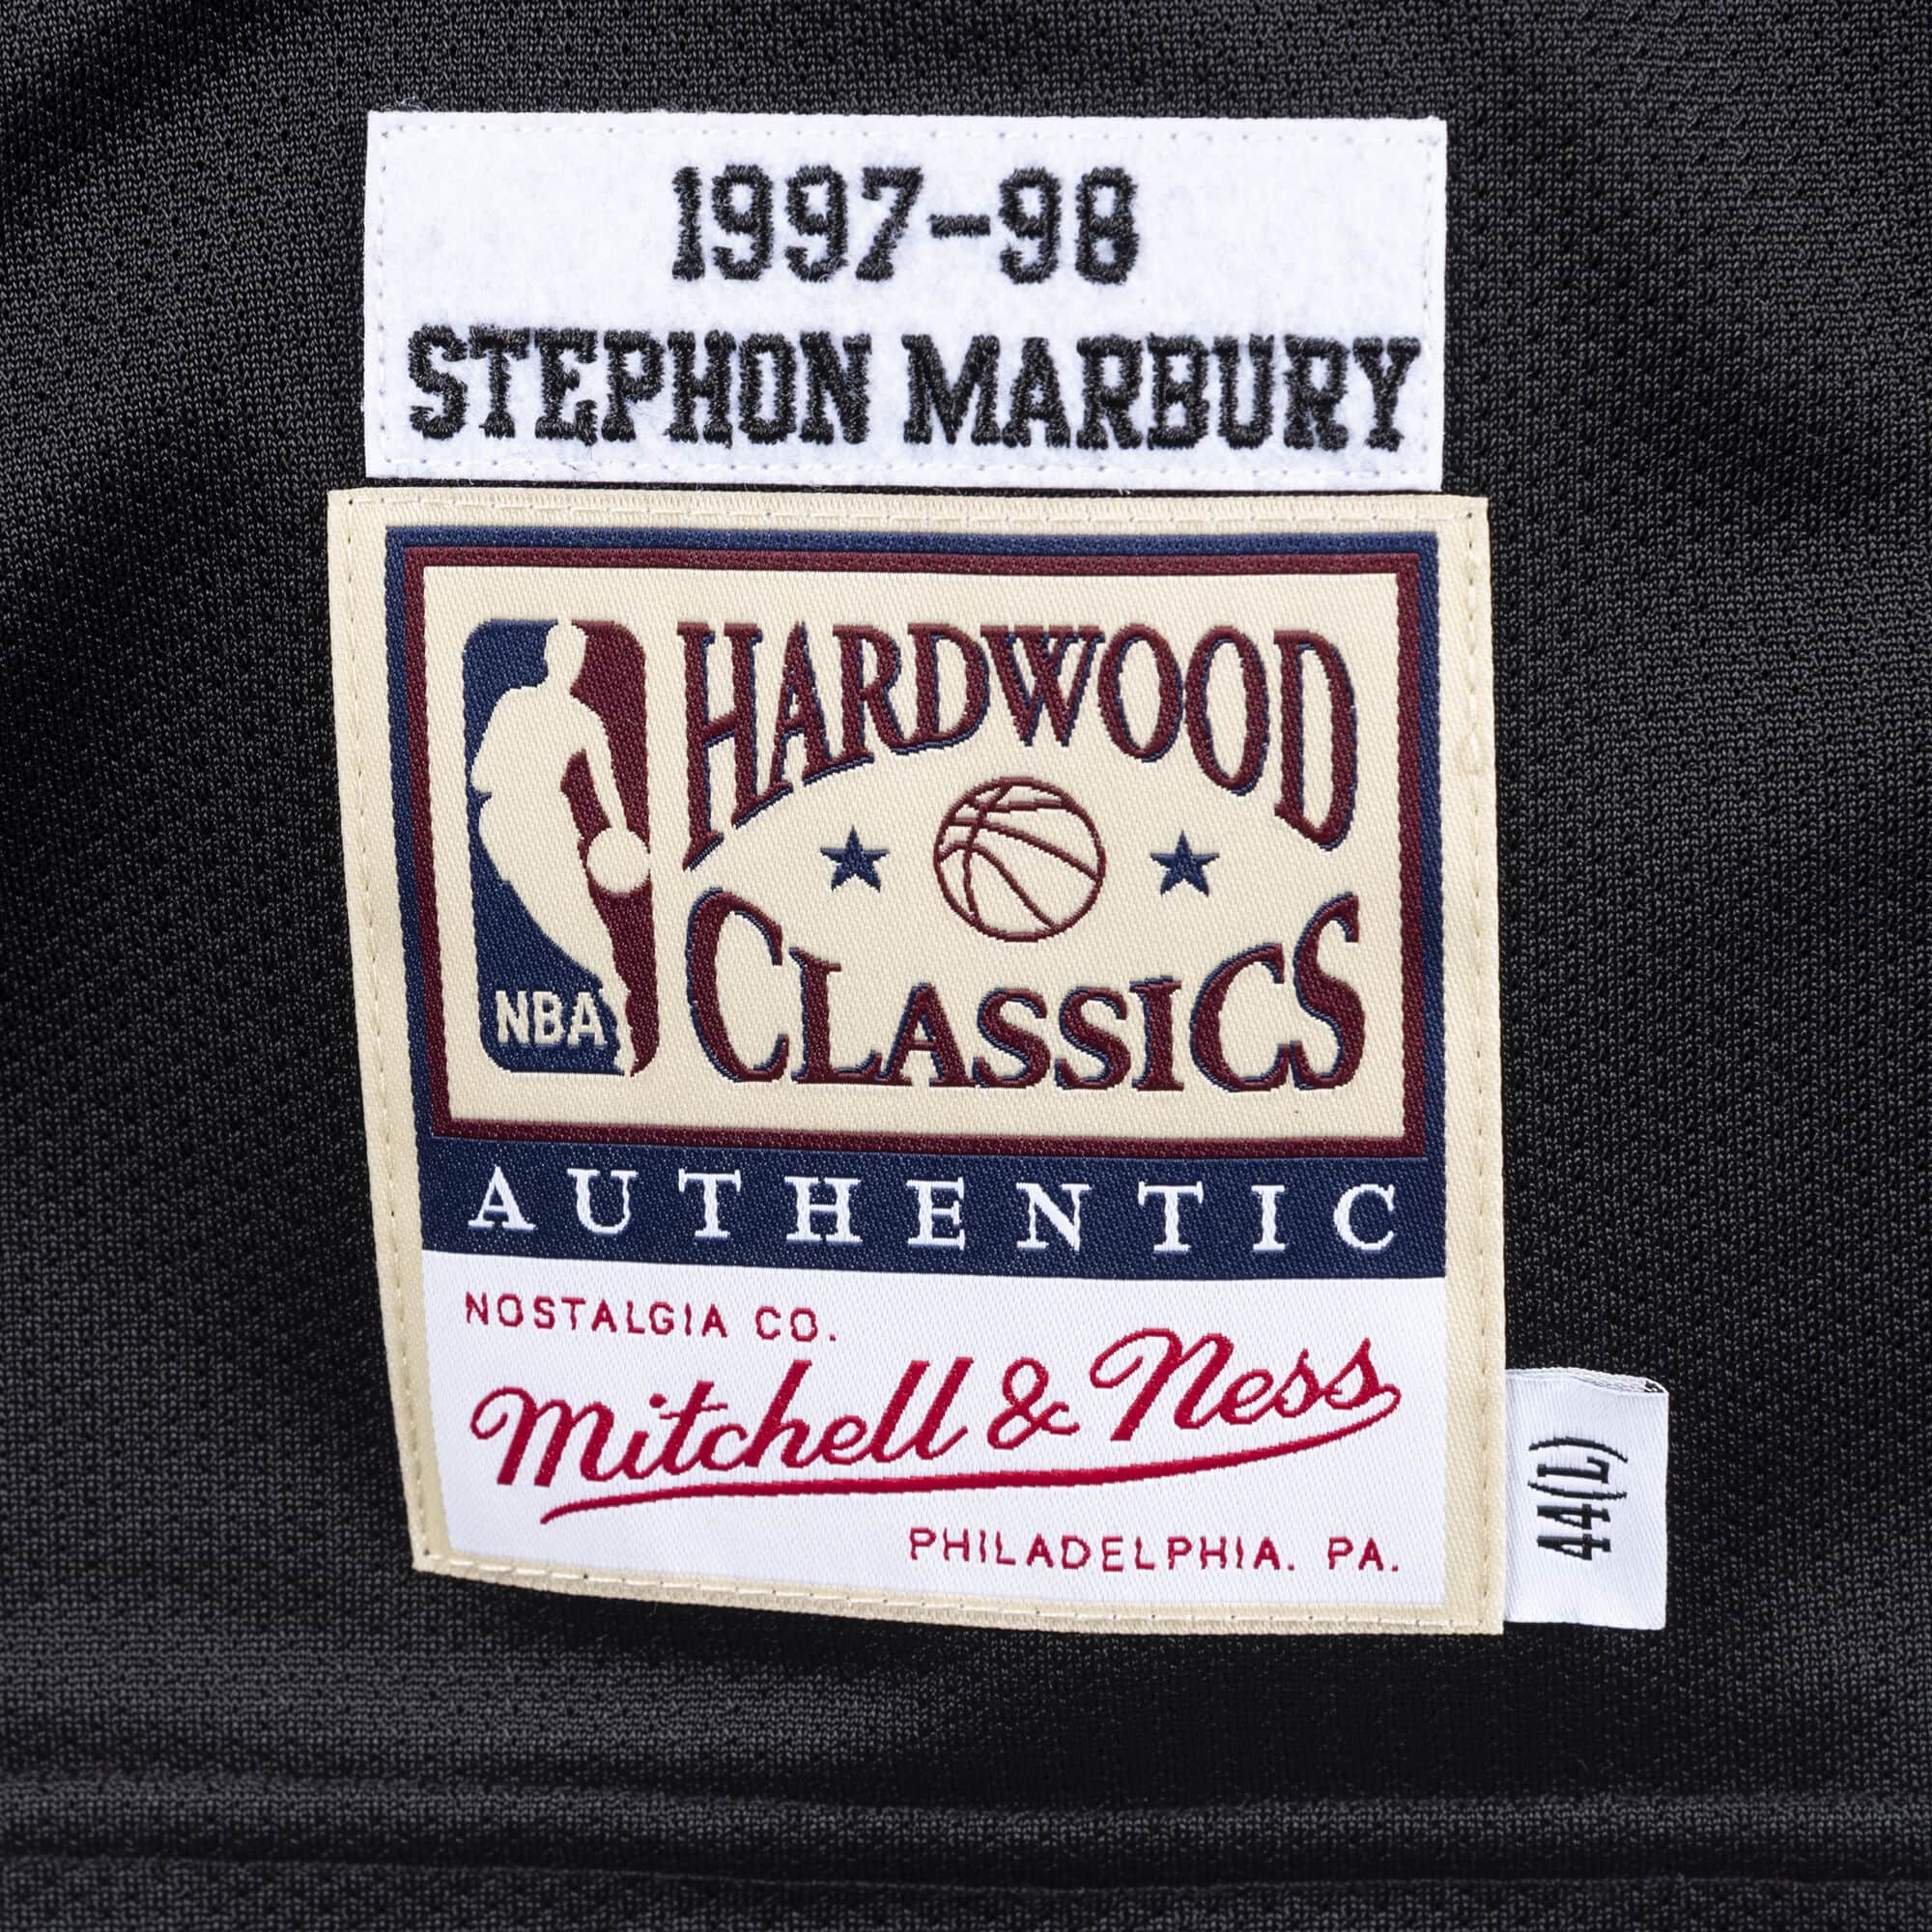 1997-98
STEPHON MARBURY
HARDWOOD
CLASSICS
NBA
AUTHENTIC
NOSTALGIA CO.
Mitchell & Ness
PHILADELPHIA. PA.
44(L)